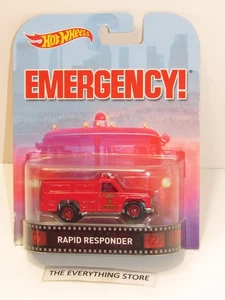 Hot Wheels
EMERGENCY!
RAPID RESPONDER
THE EVERYTHING STORE